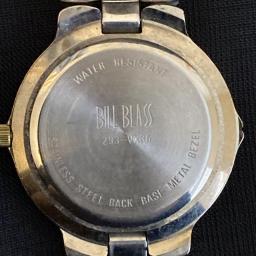 WATER RESISTANT
BILL BLASS
STAINLESS STEEL BACK BASE METAL BEZEL